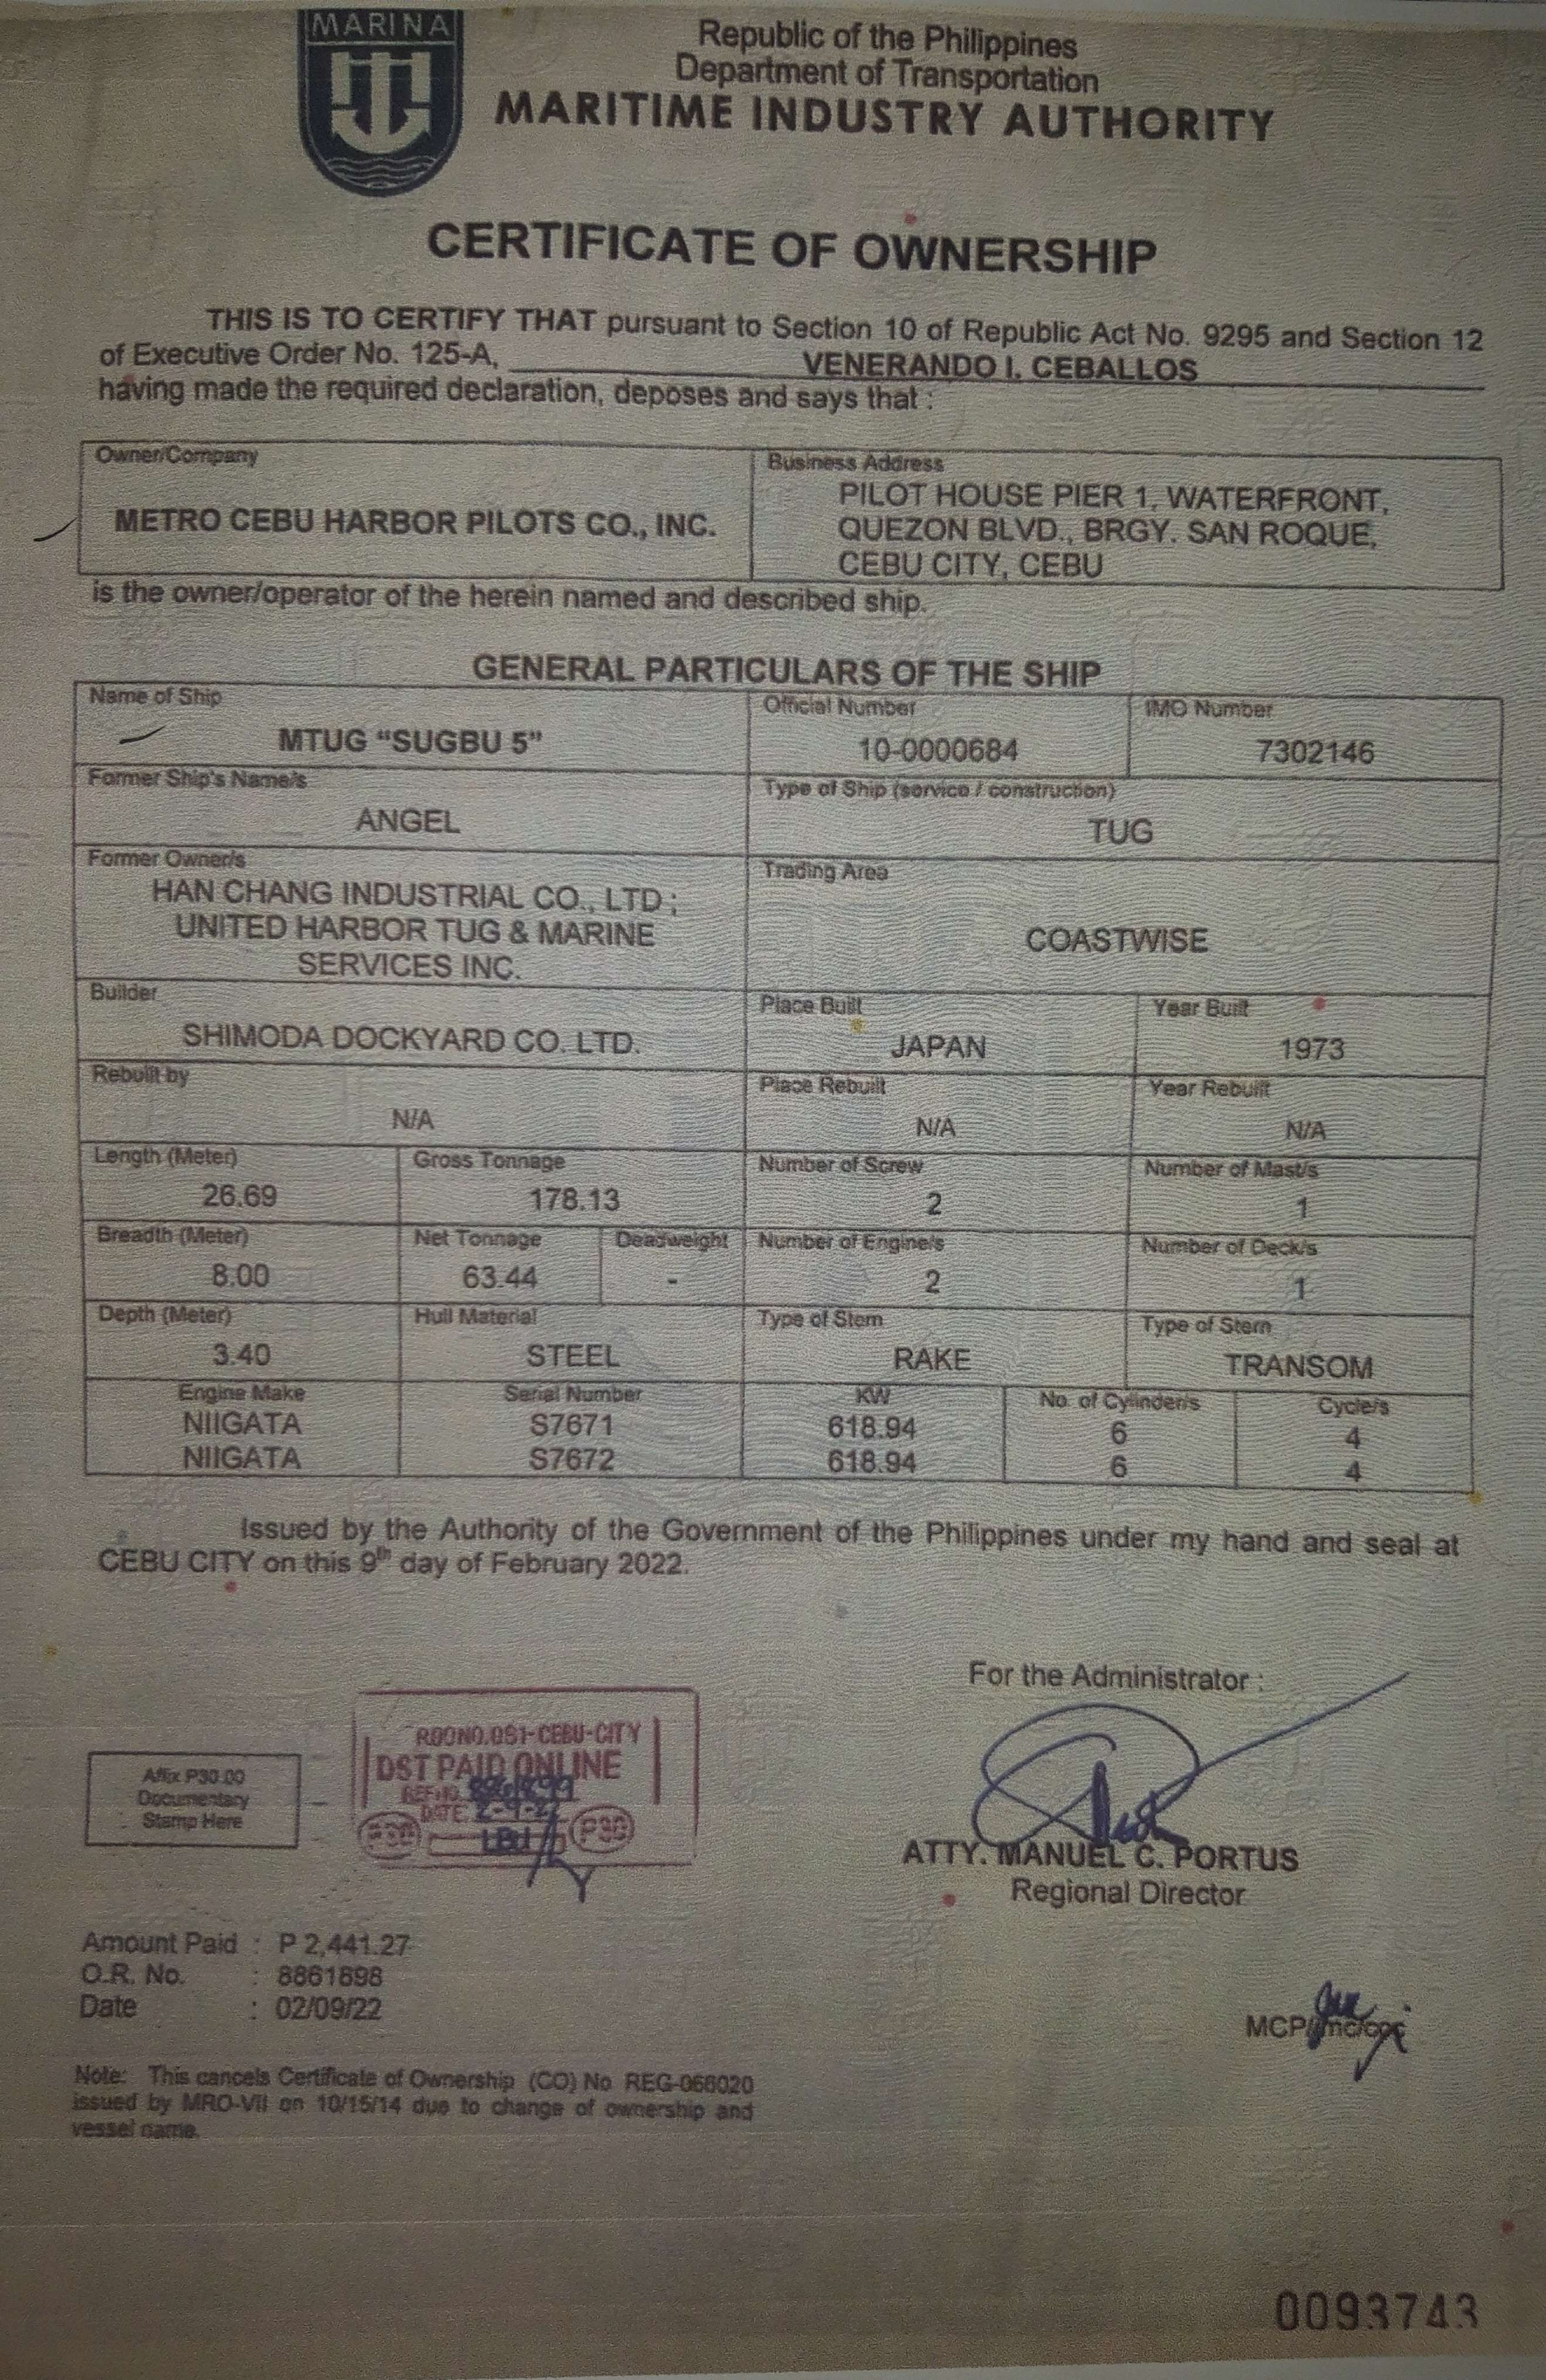 MARINA
Republic of the Philippines
Department of Transportation
MARITIME INDUSTRY AUTHORITY
CERTIFICATE OF OWNERSHIP
THIS IS TO CERTIFY THAT pursuant to Section 10 of Republic Act No. 9295 and Section 12
of Executive Order No. 125-A, VENERANDO I. CEBALLOS
having made the required declaration, deposes and says that :
Owner/Company
METRO CEBU HARBOR PILOTS CO., INC.
Business Address
PILOT HOUSE PIER 1, WATERFRONT,
QUEZON BLVD., BRGY. SAN ROQUE,
CEBU CITY, CEBU
is the owner/operator of the herein named and described ship.
GENERAL PARTICULARS OF THE SHIP
Name of Ship Official Number IMO Number
MTUG “SUGBU 5” 10-0000684 7302146
Former Ship's Name/s Type of Ship (service / construction)
ANGEL TUG
Former Owner/s Trading Area
HAN CHANG INDUSTRIAL CO., LTD ;
UNITED HARBOR TUG & MARINE COASTWISE
SERVICES INC.
Builder Place Built Year Built
SHIMODA DOCKYARD CO. LTD. JAPAN 1973
Rebuilt by Place Rebuilt Year Rebuilt
N/A N/A N/A
Length (Meter) Gross Tonnage Number of Screw Number of Mast/s
26.69 178.13 2 1
Breadth (Meter) Net Tonnage Deadweight Number of Engine/s Number of Deck/s
8.00 63.44 - 2 1
Depth (Meter) Hull Material Type of Stem Type of Stern
3.40 STEEL RAKE TRANSOM
Engine Make Serial Number KW No. of Cylinder/s Cycle/s
NIIGATA S7671 618.94 6 4
NIIGATA S7672 618.94 6 4
Issued by the Authority of the Government of the Philippines under my hand and seal at
CEBU CITY on this 9th day of February 2022.
For the Administrator :
Affix P30.00
Documentary
Stamp Here
RDO NO.081-CEBU-CITY
DST PAID ONLINE
REF. NO.
DATE: 2-9-22
P30 P30
ATTY. MANUEL C. PORTUS
Regional Director
Amount Paid : P 2,441.27
O.R. No. : 8861898
Date : 02/09/22
Note: This cancels Certificate of Ownership (CO) No REG-066020
issued by MRO-VII on 10/15/14 due to change of ownership and
vessel name.
0093743